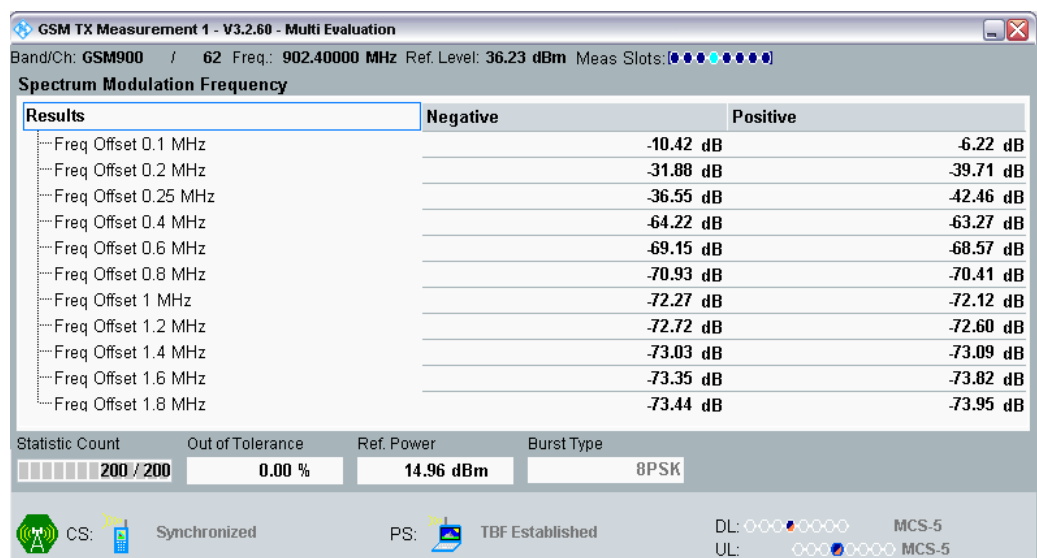 GSM TX Measurement 1 - V3.2.60 - Multi Evaluation
Band/Ch: GSM900 / 62 Freq.: 902.40000 MHz Ref. Level: 36.23 dBm Meas Slots:
Spectrum Modulation Frequency
Results Negative Positive
Freq Offset 0.1 MHz -10.42 dB -6.22 dB
Freq Offset 0.2 MHz -31.88 dB -39.71 dB
Freq Offset 0.25 MHz -36.55 dB -42.46 dB
Freq Offset 0.4 MHz -64.22 dB -63.27 dB
Freq Offset 0.6 MHz -69.15 dB -68.57 dB
Freq Offset 0.8 MHz -70.93 dB -70.41 dB
Freq Offset 1 MHz -72.27 dB -72.12 dB
Freq Offset 1.2 MHz -72.72 dB -72.60 dB
Freq Offset 1.4 MHz -73.03 dB -73.09 dB
Freq Offset 1.6 MHz -73.35 dB -73.82 dB
Freq Offset 1.8 MHz -73.44 dB -73.95 dB
Statistic Count Out of Tolerance Ref. Power Burst Type
200 / 200 0.00 % 14.96 dBm 8PSK
CS: Synchronized PS: TBF Established DL: MCS-5
UL: MCS-5